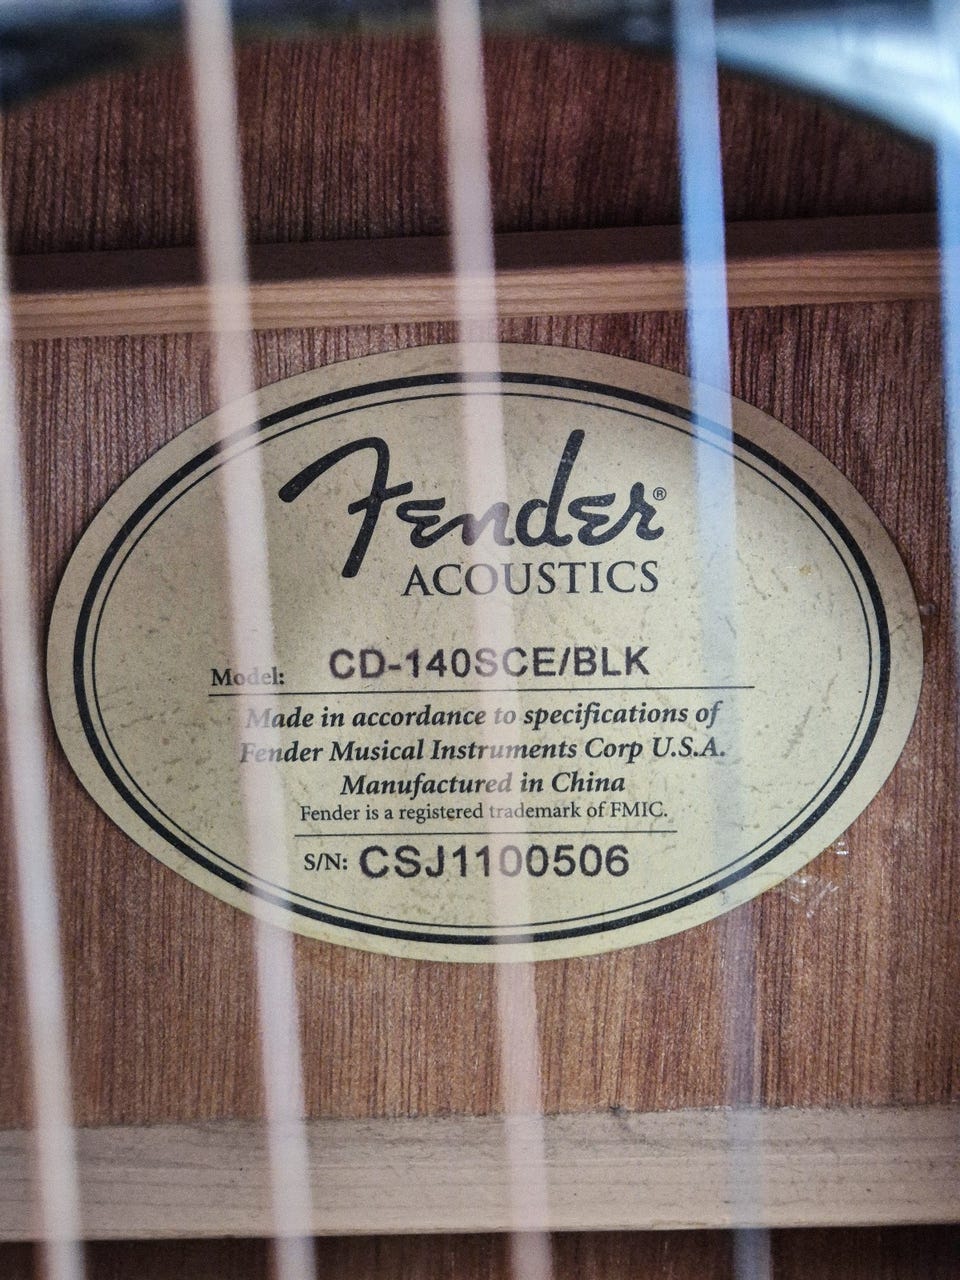 Fender®
ACOUSTICS
Model: CD-140SCE/BLK
Made in accordance to specifications of
Fender Musical Instruments Corp U.S.A.
Manufactured in China
Fender is a registered trademark of FMIC.
S/N: CSJ1100506